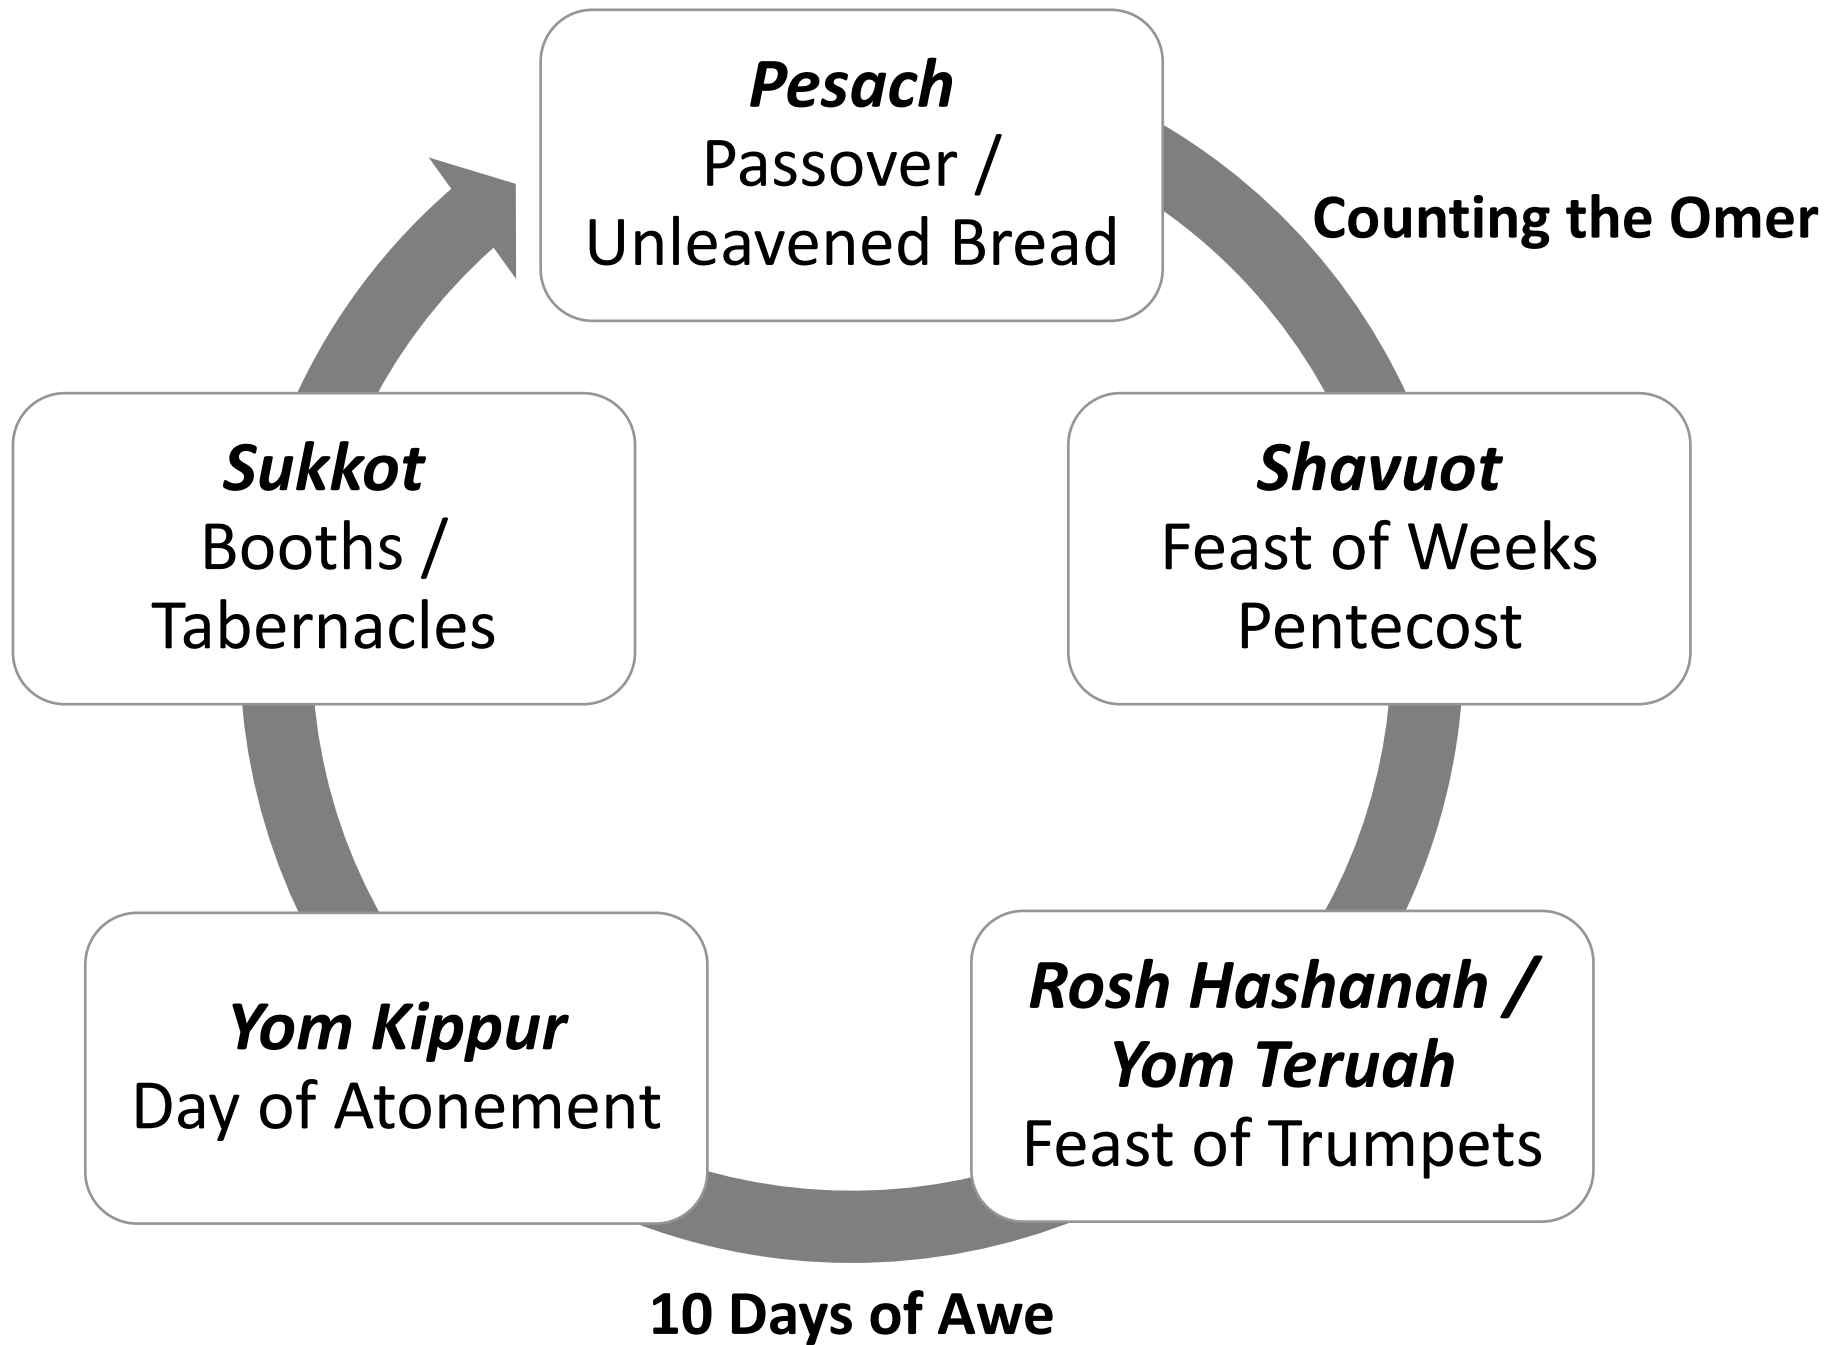 Pesach
Passover /
Unleavened Bread
Counting the Omer
Shavuot
Feast of Weeks
Pentecost
Rosh Hashanah /
Yom Teruah
Feast of Trumpets
10 Days of Awe
Yom Kippur
Day of Atonement
Sukkot
Booths /
Tabernacles